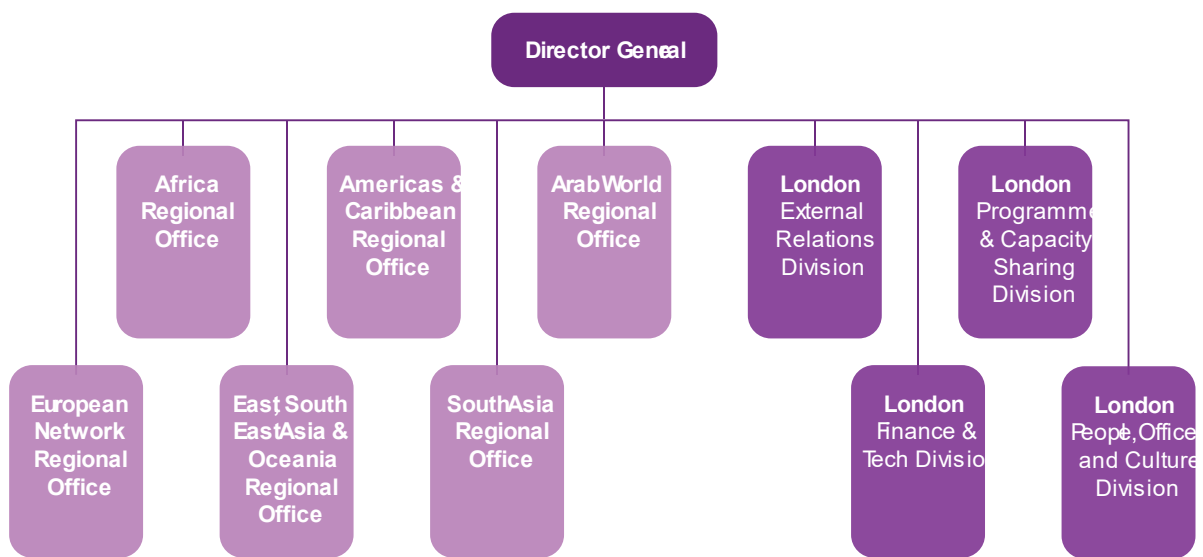 Director General
Africa
Regional
Office
Americas &
Caribbean
Regional
Office
Arab World
Regional
Office
London
External
Relations
Division
London
Programme
& Capacity
Sharing
Division
European
Network
Regional
Office
East, South
East Asia &
Oceania
Regional
Office
South Asia
Regional
Office
London
Finance &
Tech Division
London
People, Office
and Culture
Division